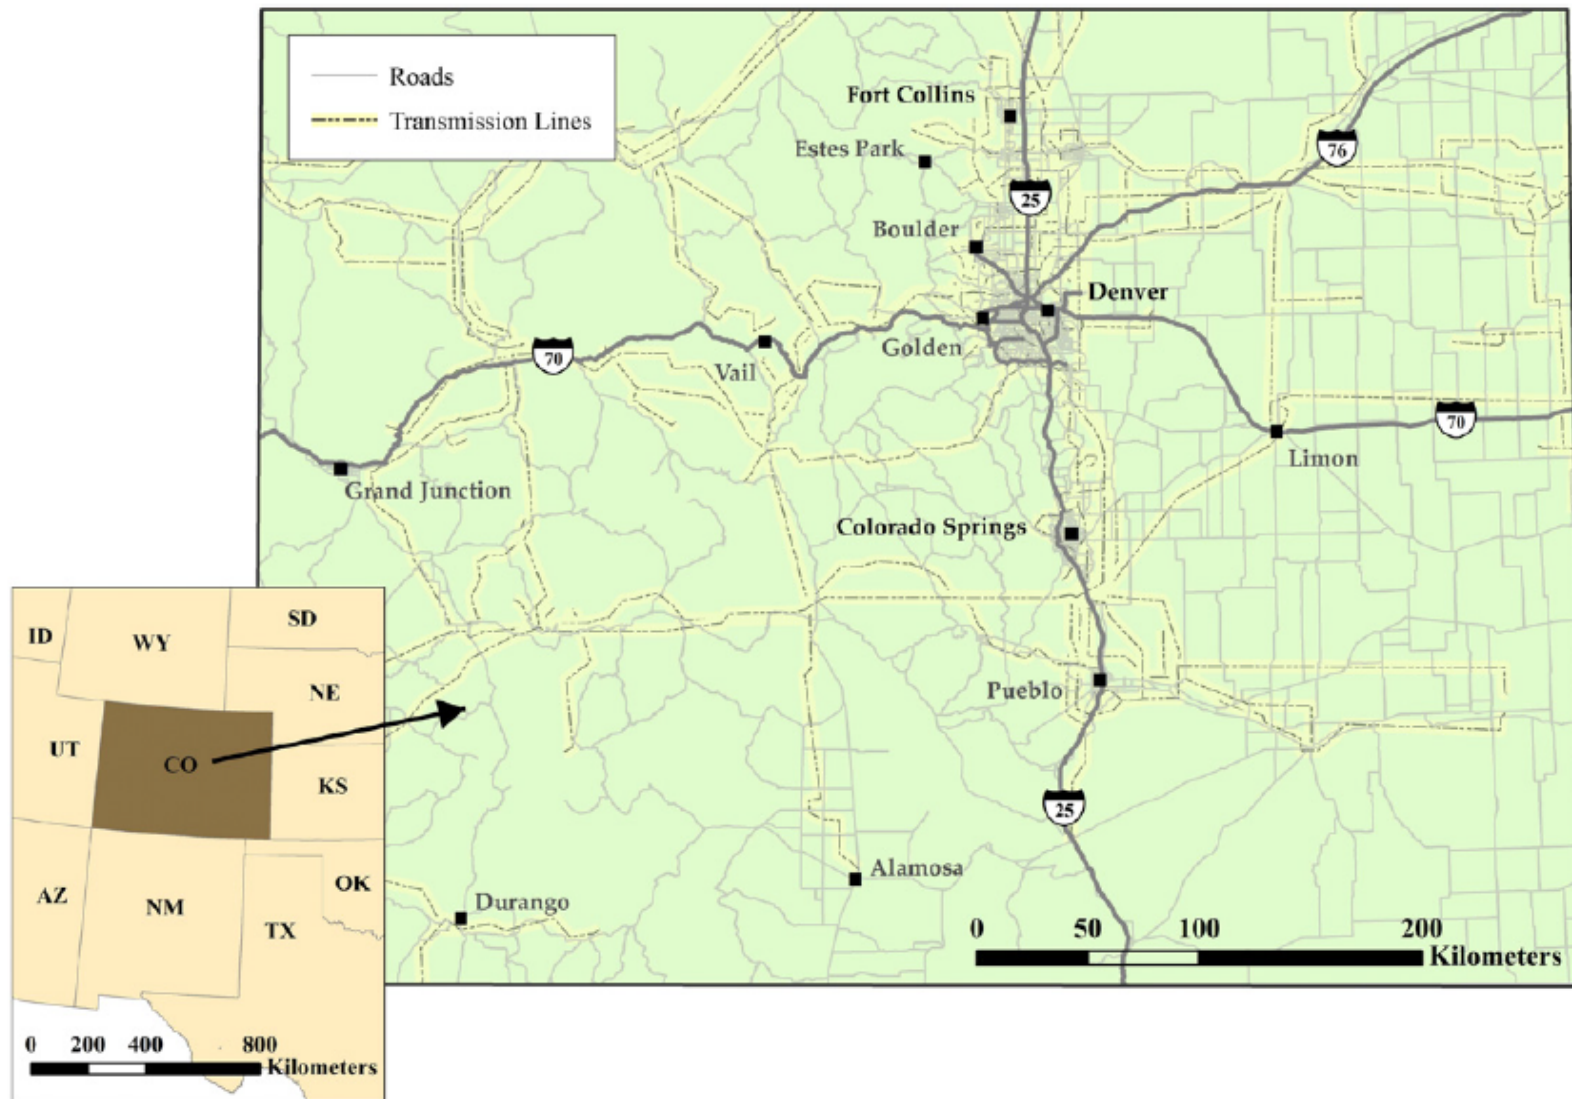 Roads
Transmission Lines
Fort Collins
Estes Park
76
25
Boulder
Denver
Golden
70
Vail
70
Limon
Grand Junction
Colorado Springs
Pueblo
25
Alamosa
Durango
0 50 100 200
Kilometers
ID
WY
SD
NE
UT
CO
KS
AZ
NM
OK
TX
0 200 400 800
Kilometers